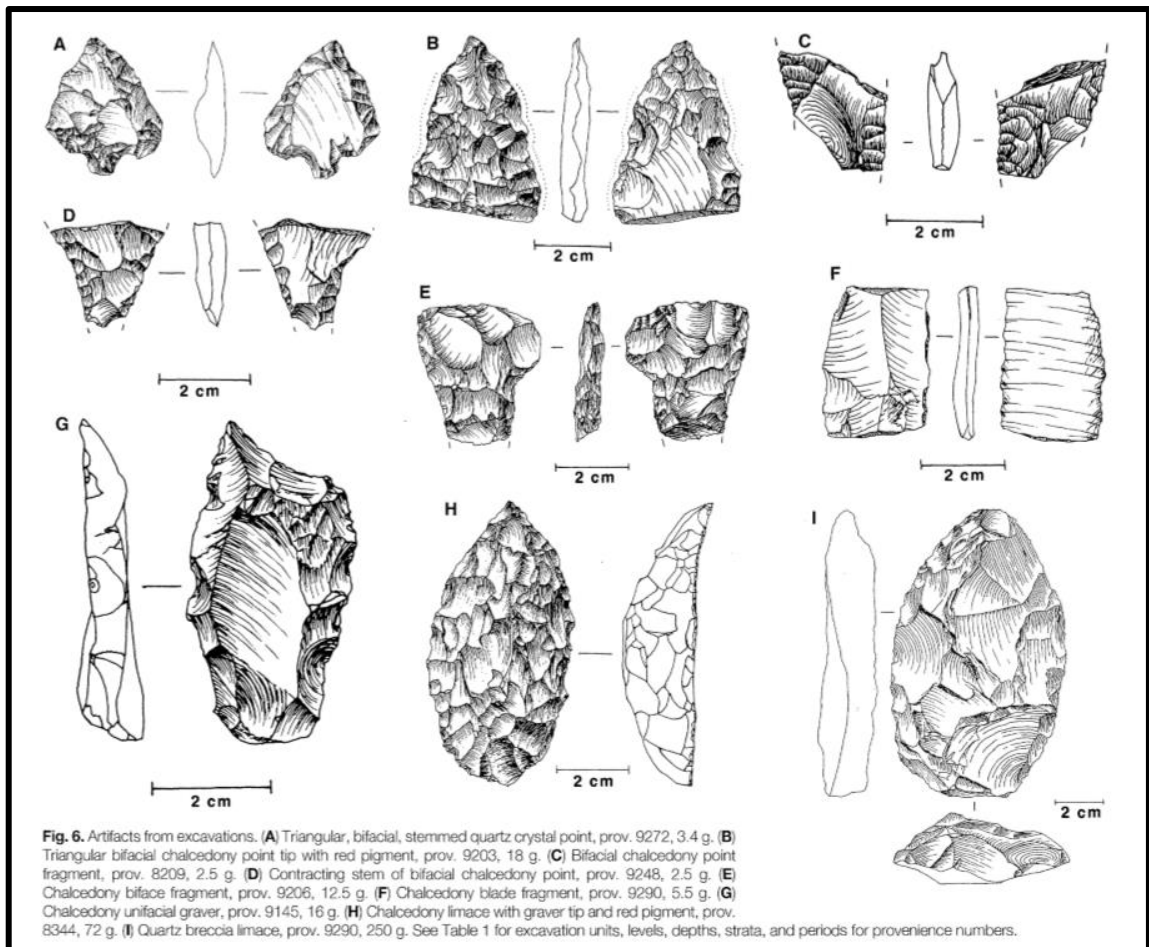 A
B
C
2 cm
D
2 cm
2 cm
E
F
2 cm
2 cm
G
H
I
2 cm
2 cm
2 cm
Fig. 6. Artifacts from excavations. (A) Triangular, bifacial, stemmed quartz crystal point, prov. 9272, 3.4 g. (B)
Triangular bifacial chalcedony point tip with red pigment, prov. 9203, 18 g. (C) Bifacial chalcedony point
fragment, prov. 8209, 2.5 g. (D) Contracting stem of bifacial chalcedony point, prov. 9248, 2.5 g. (E)
Chalcedony biface fragment, prov. 9206, 12.5 g. (F) Chalcedony blade fragment, prov. 9290, 5.5 g. (G)
Chalcedony unifacial graver, prov. 9145, 16 g. (H) Chalcedony limace with graver tip and red pigment, prov.
8344, 72 g. (I) Quartz breccia limace, prov. 9290, 250 g. See Table 1 for excavation units, levels, depths, strata, and periods for provenience numbers.